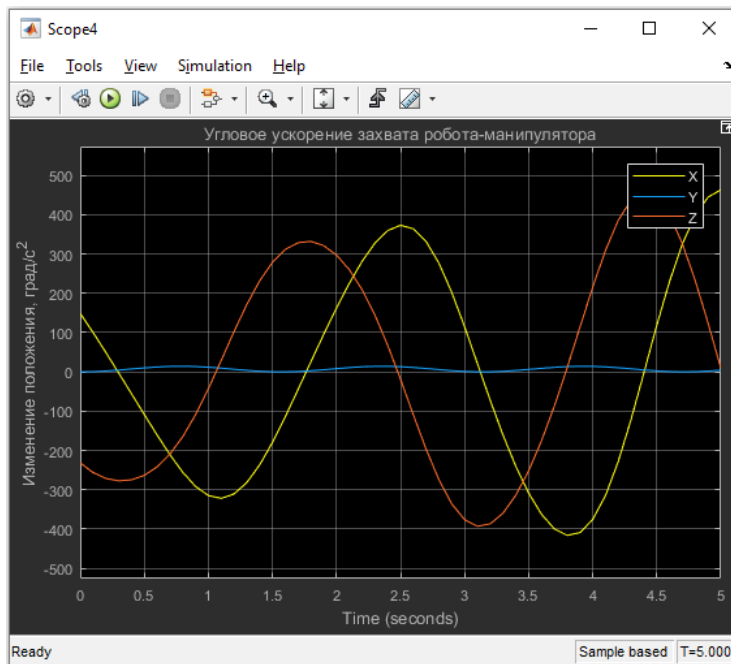 Scope4
File Tools View Simulation Help
Угловое ускорение захвата робота-манипулятора
Изменение положения, град/с²
500
400
300
200
100
0
-100
-200
-300
-400
-500
X
Y
Z
0 0.5 1 1.5 2 2.5 3 3.5 4 4.5 5
Time (seconds)
Ready Sample based T=5.000